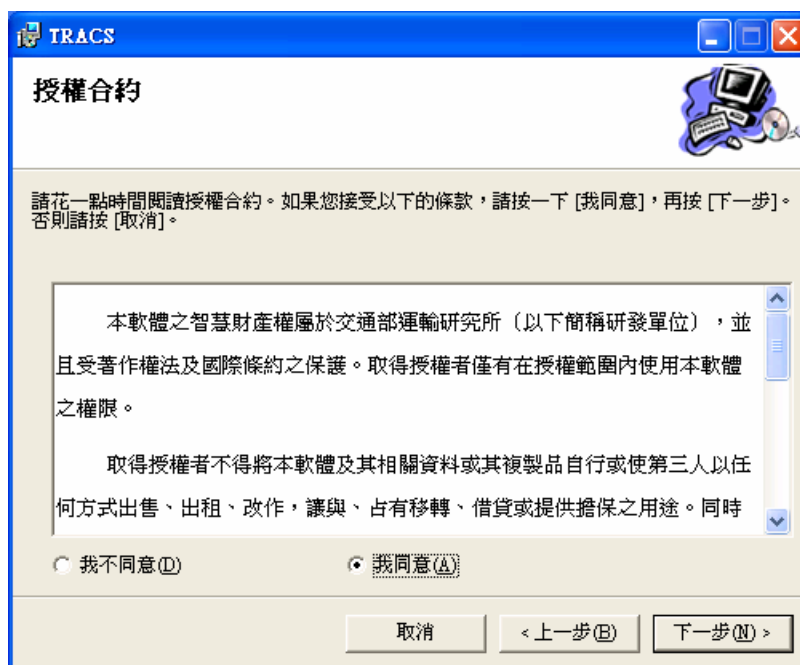 TRACS
授權合約
請花一點時間閱讀授權合約。如果您接受以下的條款，請按一下 [我同意]，再按 [下一步]。
否則請按 [取消]。
本軟體之智慧財產權屬於交通部運輸研究所（以下簡稱研發單位），並
且受著作權法及國際條約之保護。取得授權者僅有在授權範圍內使用本軟體
之權限。
取得授權者不得將本軟體及其相關資料或其複製品自行或使第三人以任
何方式出售、出租、改作，讓與、占有移轉、借貸或提供擔保之用途。同時
我不同意(D) 我同意(A)
取消 <上一步(B) 下一步(N) >